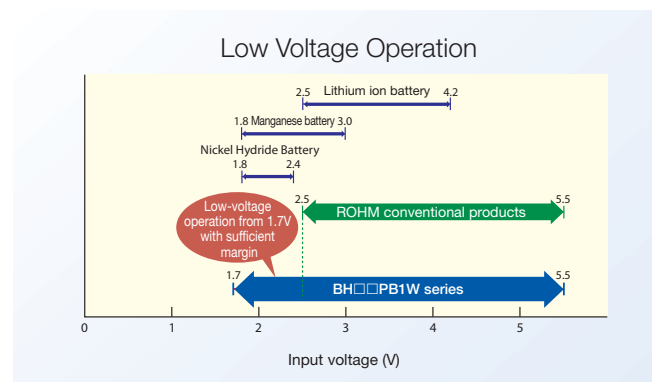 Low Voltage Operation
2.5 Lithium ion battery 4.2
1.8 Manganese battery 3.0
Nickel Hydride Battery
1.8 2.4
Low-voltage
operation from 1.7V
with sufficient
margin
2.5 5.5
ROHM conventional products
1.7 5.5
BH□□PB1W series
0 1 2 3 4 5
Input voltage (V)